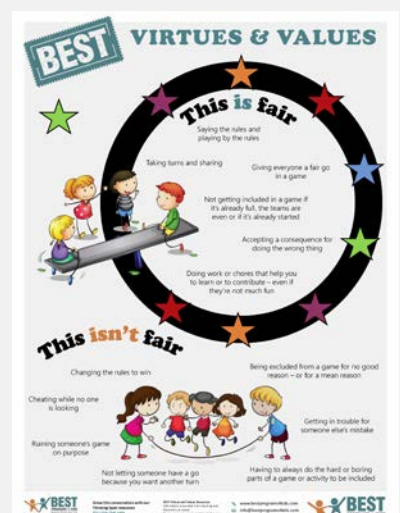 BEST
VIRTUES & VALUES
This is fair
Saying the rules and
playing by the rules
Taking turns and sharing
Giving everyone a fair go
in a game
Not getting included in a game if
it's already full, the teams are
even or if it's already started
Accepting a consequence for
doing the wrong thing
Doing work or chores that help you
to learn or to contribute – even if
they're not much fun
This isn't fair
Changing the rules to win
Being excluded from a game for no good
reason – or for a mean reason
Cheating while no one
is looking
Getting in trouble for
someone else's mistake
Ruining someone's game
on purpose
Not letting someone have a go
because you want another turn
Having to always do the hard or boring
parts of a game or activity to be included
BEST
BEST